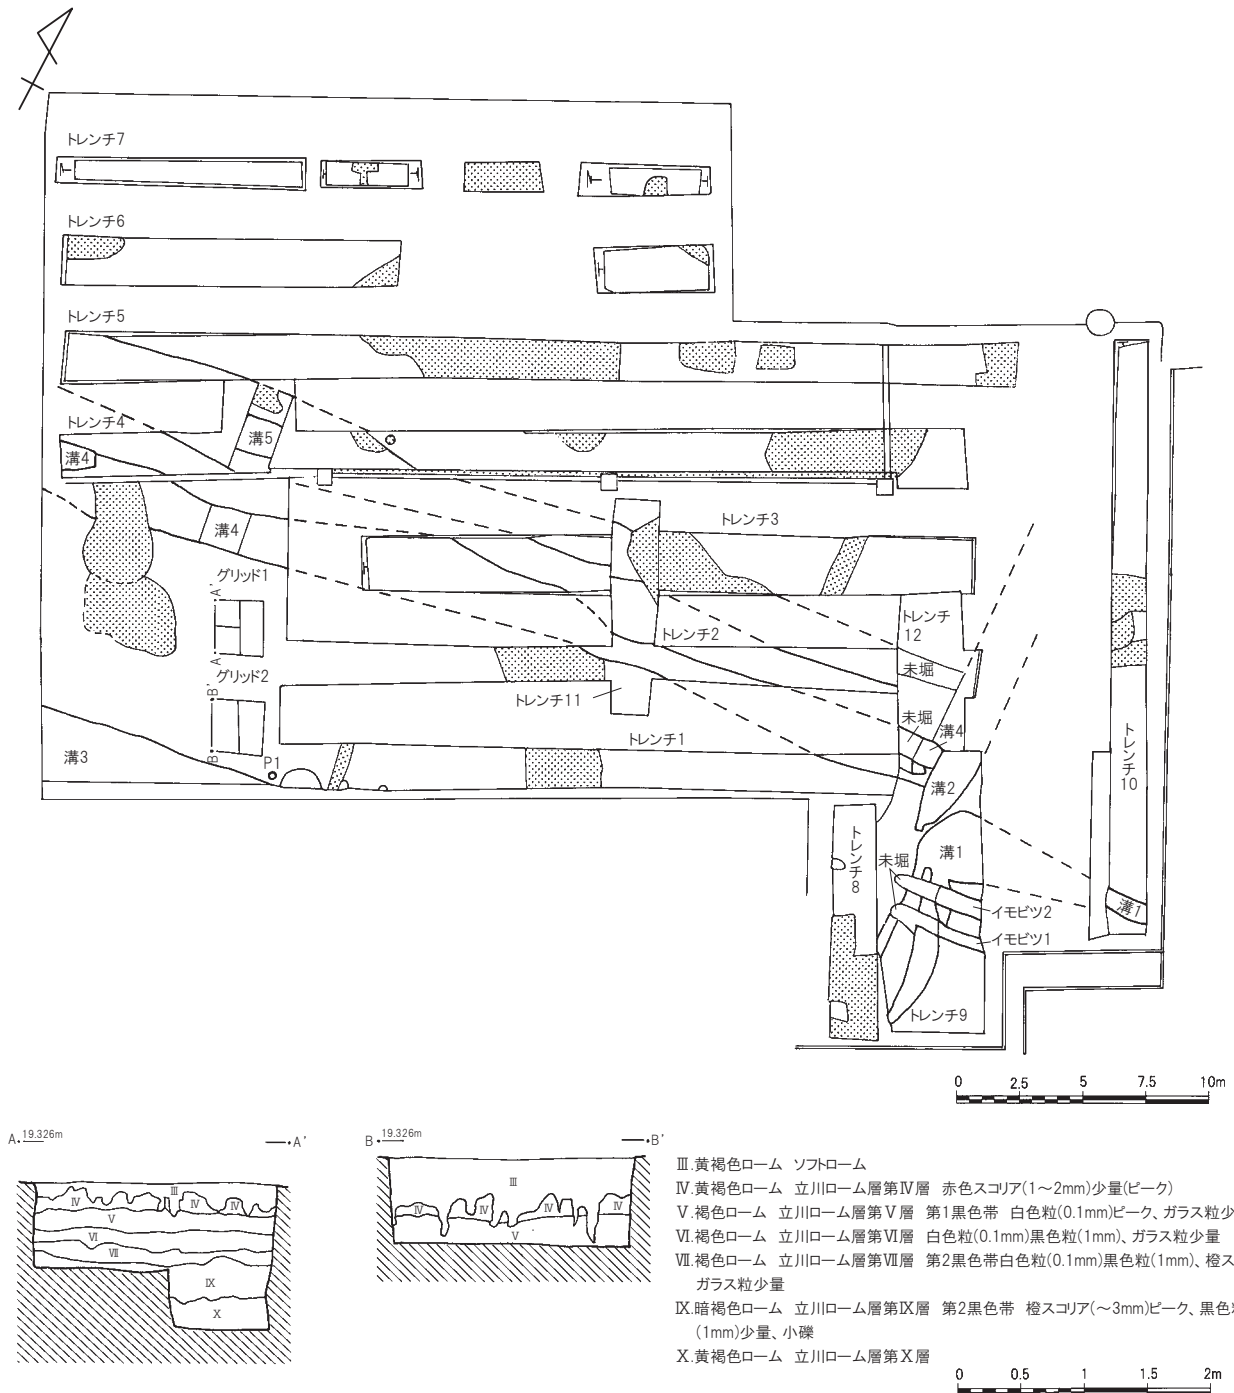 トレンチ7
トレンチ6
トレンチ5
トレンチ4
溝5
溝4
溝4
トレンチ3
グリッド1
A'
A
トレンチ2
トレンチ
12
未堀
グリッド2
B'
B
トレンチ11
未堀
溝4
トレンチ1
溝3
P1
溝2
トレンチ10
トレンチ8
未堀
溝1
イモビツ2
溝1
イモビツ1
トレンチ9
0 2.5 5 7.5 10m
A 19.326m A'
B 19.326m B'
Ⅲ
Ⅳ Ⅳ Ⅳ
Ⅴ
Ⅵ
Ⅶ
Ⅸ
Ⅹ
Ⅲ
Ⅳ Ⅳ Ⅳ Ⅳ
Ⅴ
Ⅲ.黄褐色ローム ソフトローム
Ⅳ.黄褐色ローム 立川ローム層第Ⅳ層 赤色スコリア(1～2mm)少量(ピーク)
Ⅴ.褐色ローム 立川ローム層第Ⅴ層 第1黒色帯 白色粒(0.1mm)ピーク、ガラス粒少
Ⅵ.褐色ローム 立川ローム層第Ⅵ層 白色粒(0.1mm)黒色粒(1mm)、ガラス粒少量
Ⅶ.褐色ローム 立川ローム層第Ⅶ層 第2黒色帯白色粒(0.1mm)黒色粒(1mm)、橙ス
ガラス粒少量
Ⅸ.暗褐色ローム 立川ローム層第Ⅸ層 第2黒色帯 橙スコリア(～3mm)ピーク、黒色
(1mm)少量、小礫
Ⅹ.黄褐色ローム 立川ローム層第Ⅹ層
0 0.5 1 1.5 2m